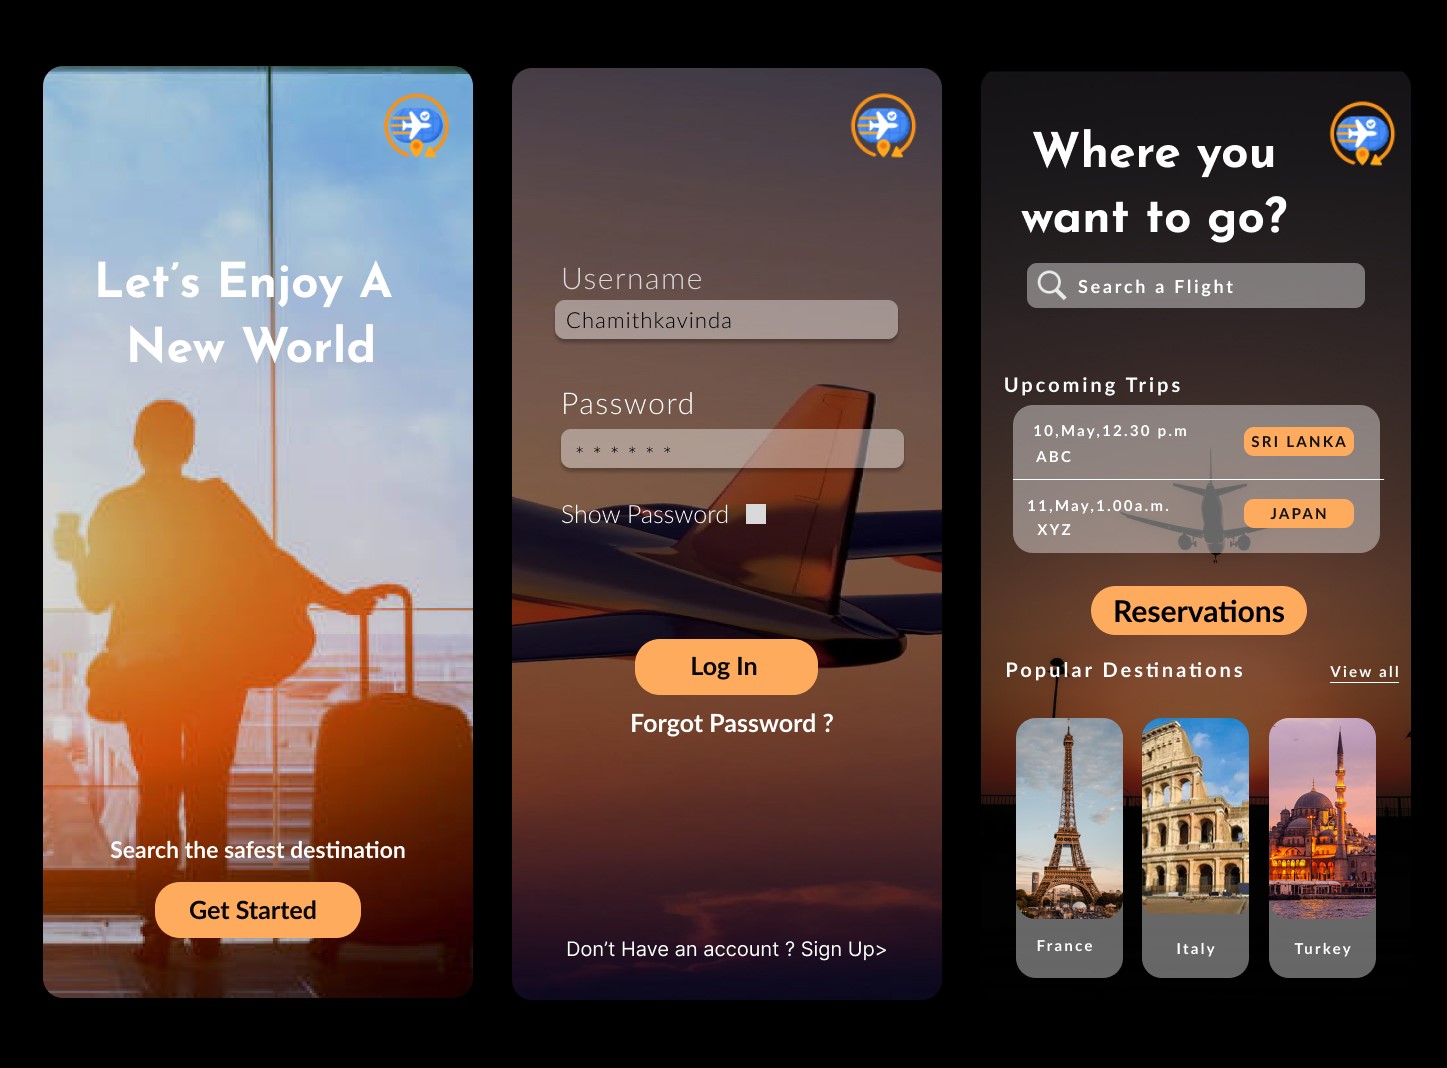 Let's Enjoy A
New World
Search the safest destination
Get Started
Username
Chamithkavinda
Password
* * * * * *
Show Password
Log In
Forgot Password ?
Don't Have an account ? Sign Up>
Where you
want to go?
Search a Flight
Upcoming Trips
10,May,12.30 p.m
SRI LANKA
ABC
11,May,1.00a.m.
JAPAN
XYZ
Reservations
Popular Destinations
View all
France
Italy
Turkey